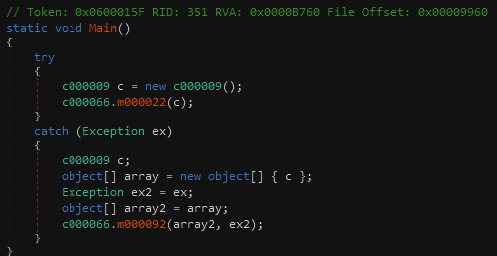 // Token: 0x0600015F RID: 351 RVA: 0x0000B760 File Offset: 0x00009960
static void Main()
{
    try
    {
        c000009 c = new c000009();
        c000066.m000022(c);
    }
    catch (Exception ex)
    {
        c000009 c;
        object[] array = new object[] { c };
        Exception ex2 = ex;
        object[] array2 = array;
        c000066.m000092(array2, ex2);
    }
}